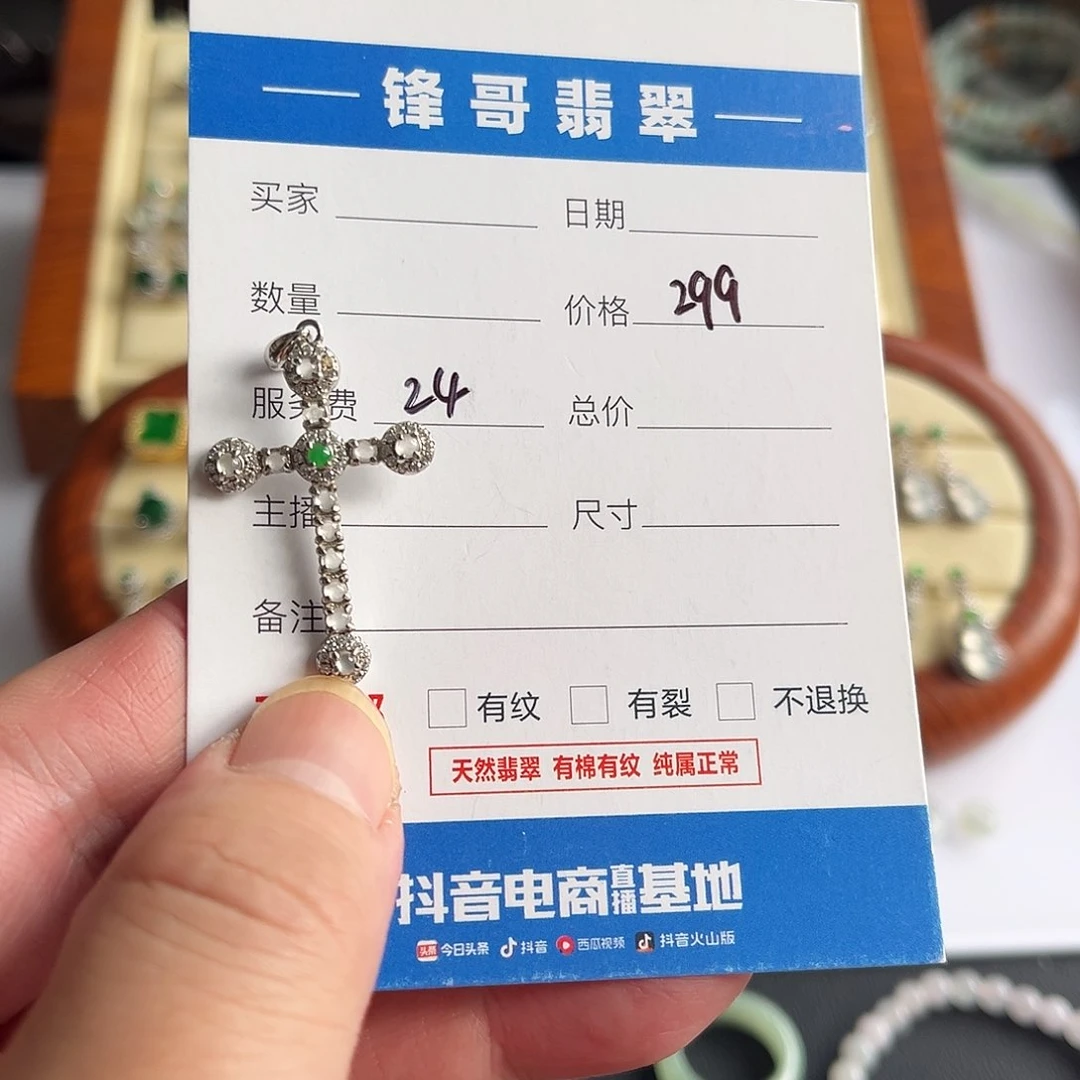 锋哥翡翠
买家 日期
数量 价格 299
服务费 24 总价
主播 尺寸
备注
有纹 有裂 不退换
天然翡翠 有棉有纹 纯属正常
抖音电商直播基地
头条 今日头条 抖音 西瓜视频 抖音火山版